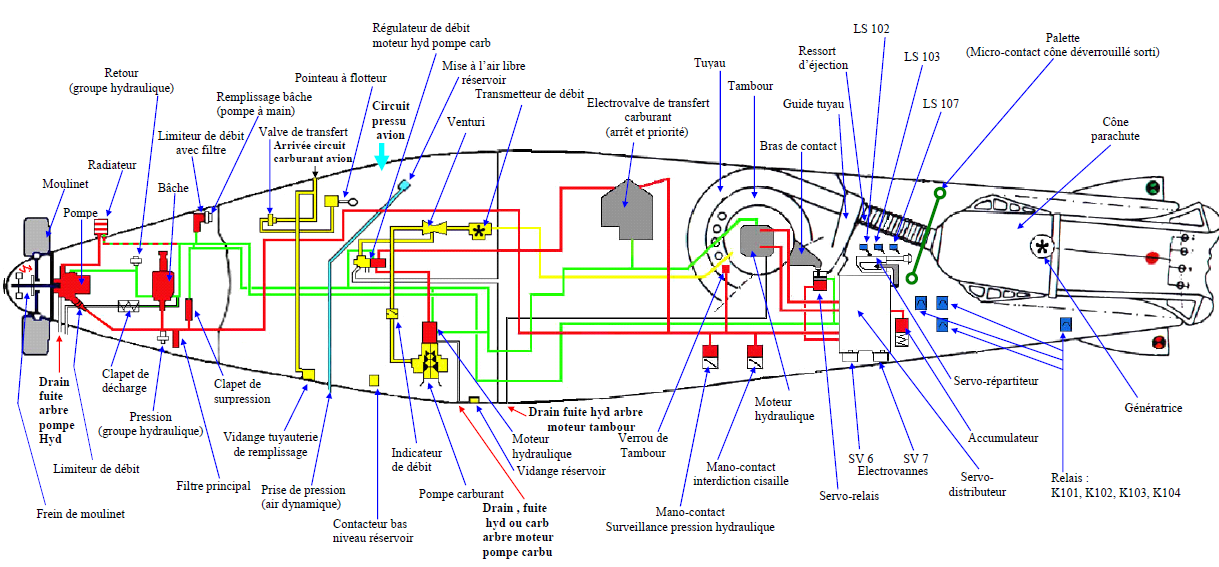 Régulateur de débit
moteur hyd pompe carb
Mise à l'air libre
réservoir
Transmetteur de débit
Retour
(groupe hydraulique)
Remplissage bâche
(pompe à main)
Pointeau à flotteur
Circuit
pressu
avion
Limiteur de débit
avec filtre
Valve de transfert
Arrivée circuit
carburant avion
Venturi
Electrovalve de transfert
carburant
(arrêt et priorité)
Tuyau
Tambour
Ressort
d'éjection
LS 102
LS 103
LS 107
Palette
(Micro-contact cône déverrouillé sorti)
Guide tuyau
Bras de contact
Cône
parachute
Radiateur
Moulinet
Pompe
Bâche
Drain
fuite
arbre
pompe
Hyd
Clapet de
décharge
Clapet de
surpression
Pression
(groupe hydraulique)
Limiteur de débit
Filtre principal
Frein de moulinet
Vidange tuyauterie
de remplissage
Prise de pression
(air dynamique)
Contacteur bas
niveau réservoir
Indicateur
de débit
Pompe carburant
Drain fuite hyd arbre
moteur tambour
Moteur
hydraulique
Vidange réservoir
Drain , fuite
hyd ou carb
arbre moteur
pompe carbu
Verrou de
Tambour
Mano-contact
interdiction cisaille
Mano-contact
Surveillance pression hydraulique
Moteur
hydraulique
Servo-relais
SV 6
SV 7
Electrovannes
Servo-
distributeur
Accumulateur
Servo-répartiteur
Génératrice
Relais :
K101, K102, K103, K104